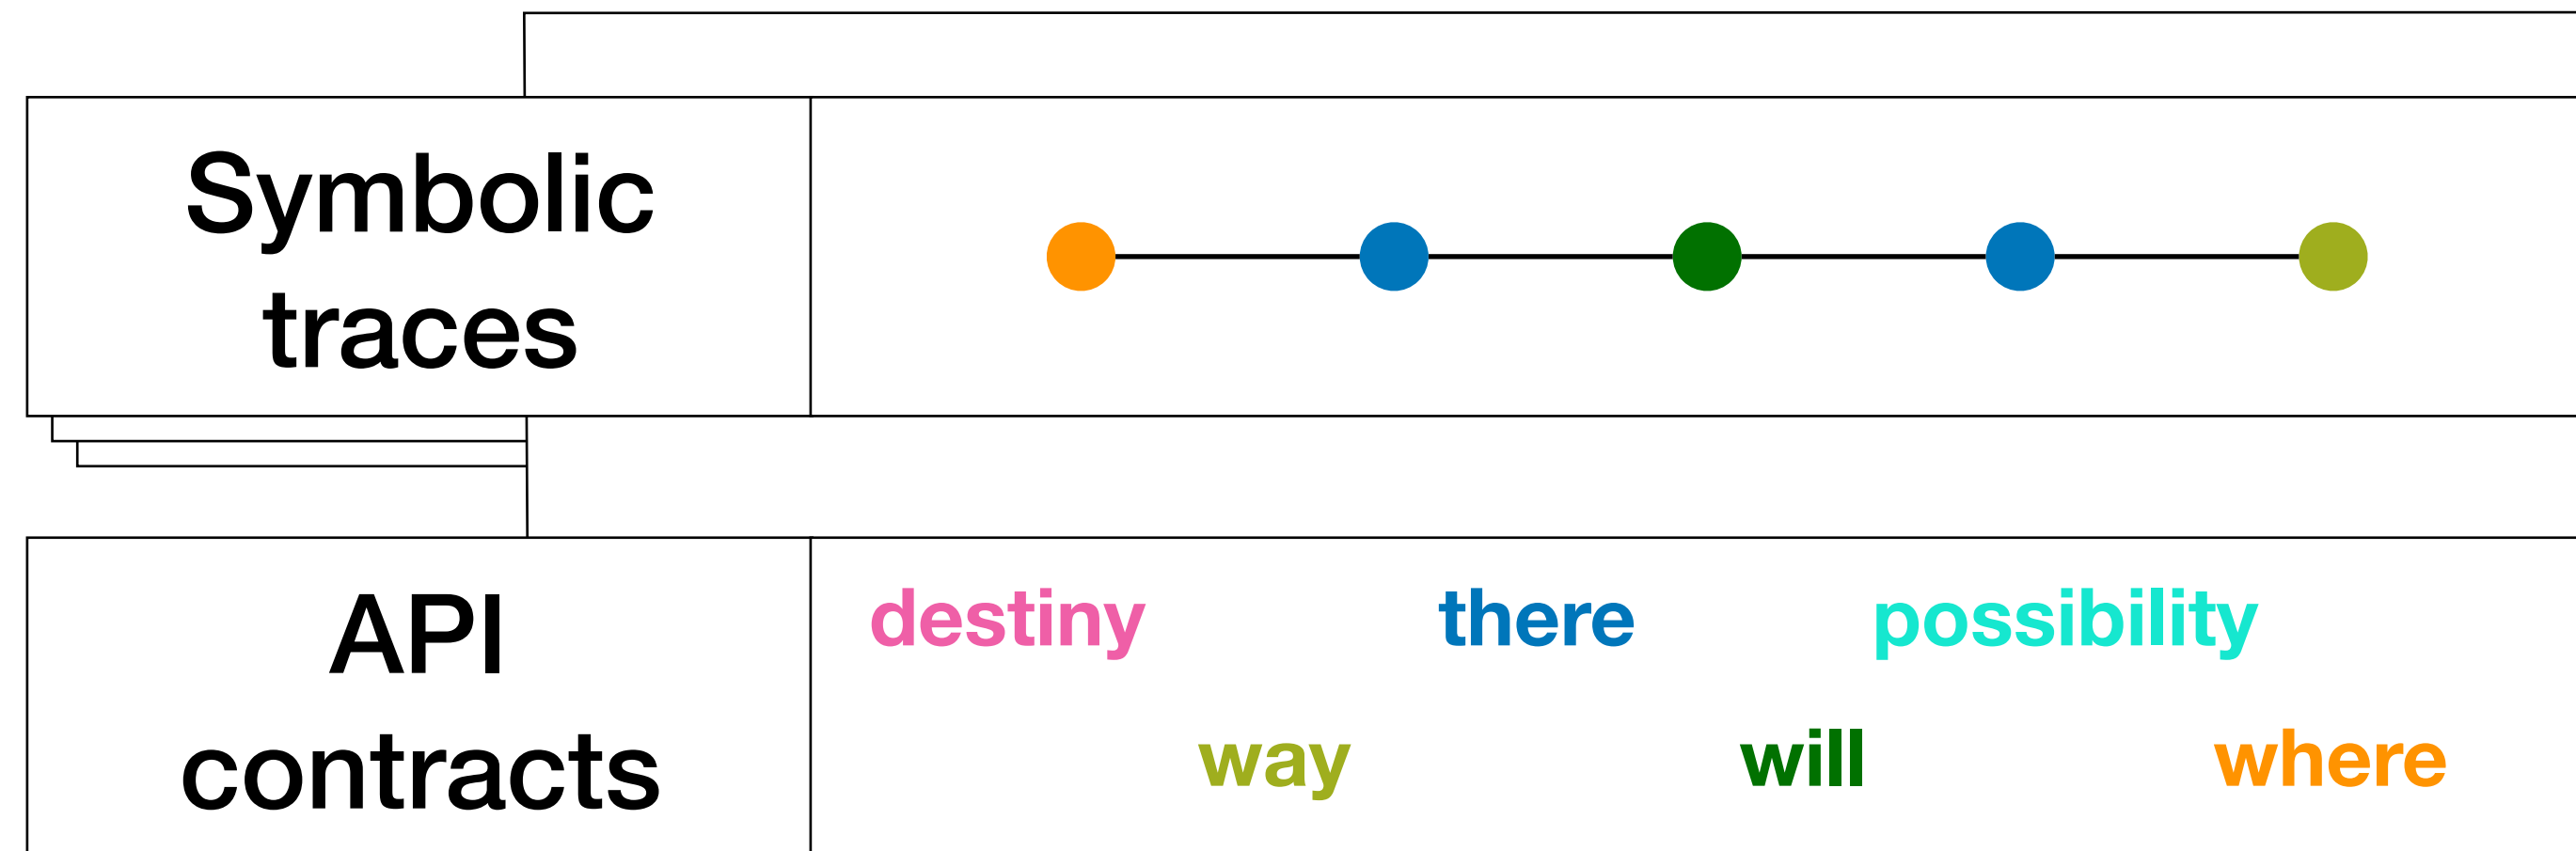 Symbolic
traces
API
contracts
destiny there possibility
way will where